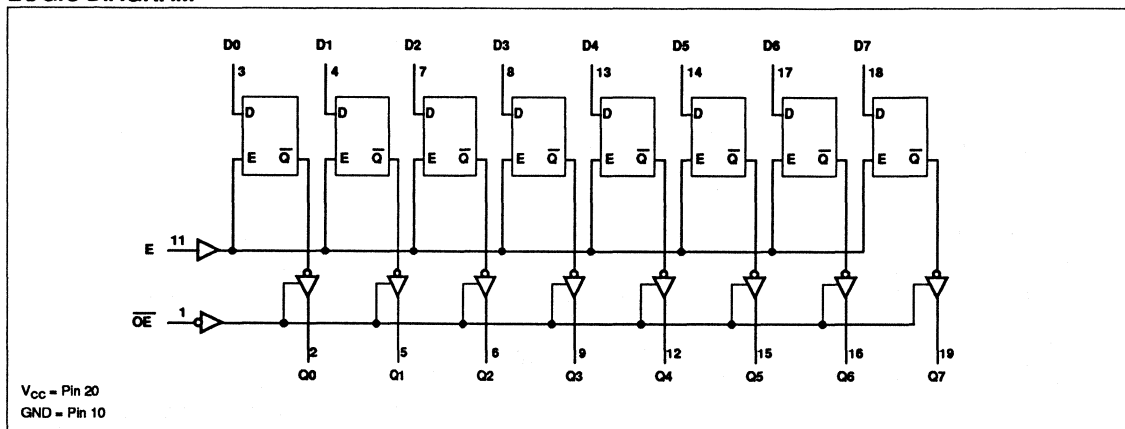 D0 D1 D2 D3 D4 D5 D6 D7
3 4 7 8 13 14 17 18
D D D D D D D D
E Q̅ E Q̅ E Q̅ E Q̅ E Q̅ E Q̅ E Q̅ E Q̅
E 11
O̅E̅ 1
2 5 6 9 12 15 16 19
Q0 Q1 Q2 Q3 Q4 Q5 Q6 Q7
VCC = Pin 20
GND = Pin 10